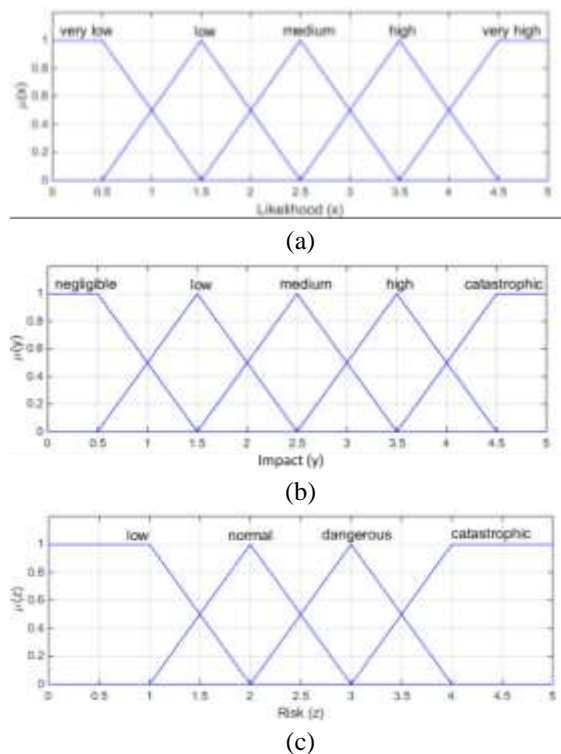 very low low medium high very high
1
0.8
0.6
0.4
0.2
0
μ(x)
0 0.5 1 1.5 2 2.5 3 3.5 4 4.5 5
Likelihood (x)
(a)
negligible low medium high catastrophic
1
0.8
0.6
0.4
0.2
0
μ(y)
0 0.5 1 1.5 2 2.5 3 3.5 4 4.5 5
Impact (y)
(b)
low normal dangerous catastrophic
1
0.8
0.6
0.4
0.2
0
μ(z)
0 0.5 1 1.5 2 2.5 3 3.5 4 4.5 5
Risk (z)
(c)